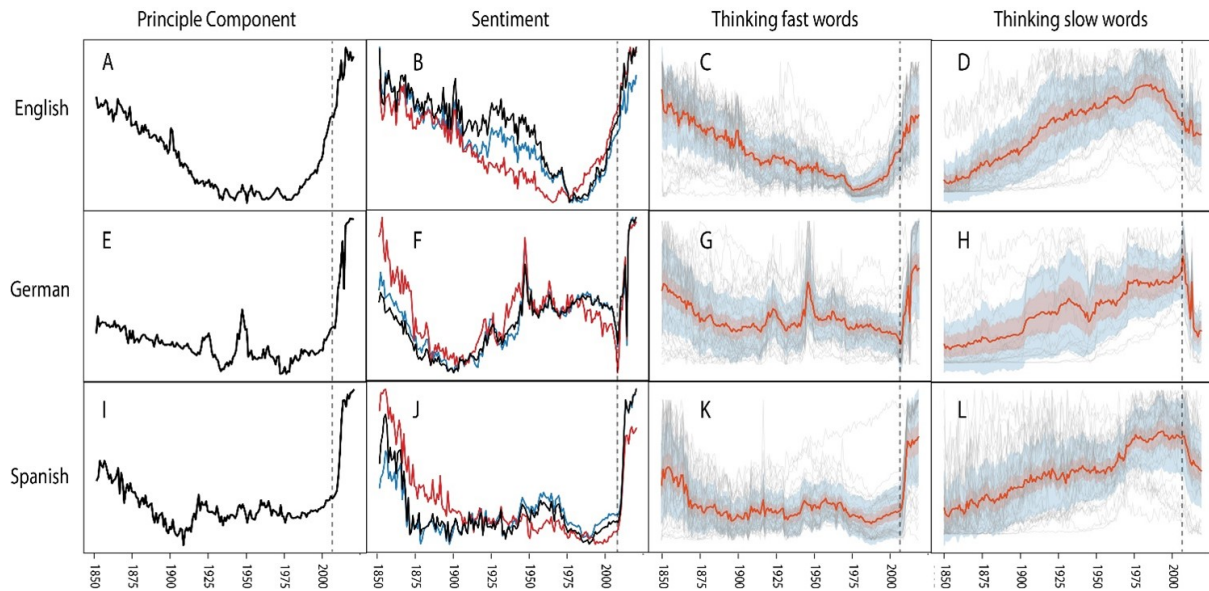 Principle Component Sentiment Thinking fast words Thinking slow words
English A B C D
German E F G H
Spanish I J K L
1850 1875 1900 1925 1950 1975 2000 1850 1875 1900 1925 1950 1975 2000 1850 1875 1900 1925 1950 1975 2000 1850 1875 1900 1925 1950 1975 2000